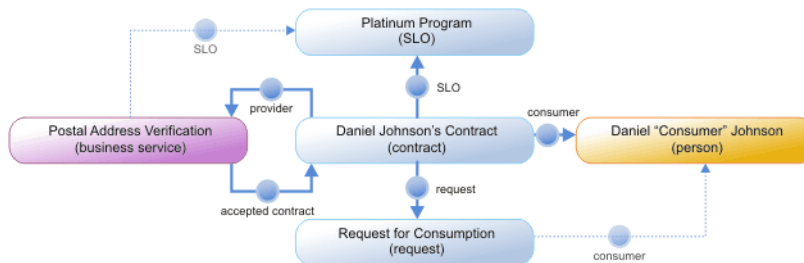 Platinum Program
(SLO)
SLO
SLO
provider
consumer
Postal Address Verification
(business service)
Daniel Johnson's Contract
(contract)
Daniel “Consumer” Johnson
(person)
request
accepted contract
Request for Consumption
(request)
consumer